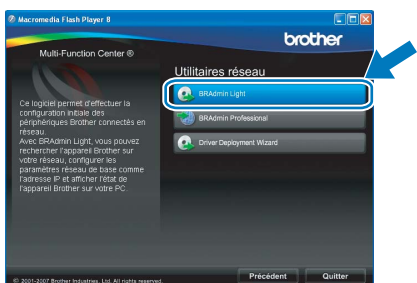 Macromedia Flash Player 8
brother
Multi-Function Center ®
Utilitaires réseau
BRAdmin Light
BRAdmin Professional
Driver Deployment Wizard
Ce logiciel permet d'effectuer la
configuration initiale des
périphériques Brother connectés en
réseau.
Avec BRAdmin Light, vous pouvez
rechercher l'appareil Brother sur
votre réseau, configurer les
paramètres réseau de base comme
l'adresse IP et afficher l'état de
l'appareil Brother sur votre PC.
Précédent
Quitter
© 2001-2007 Brother Industries, Ltd. All rights reserved.